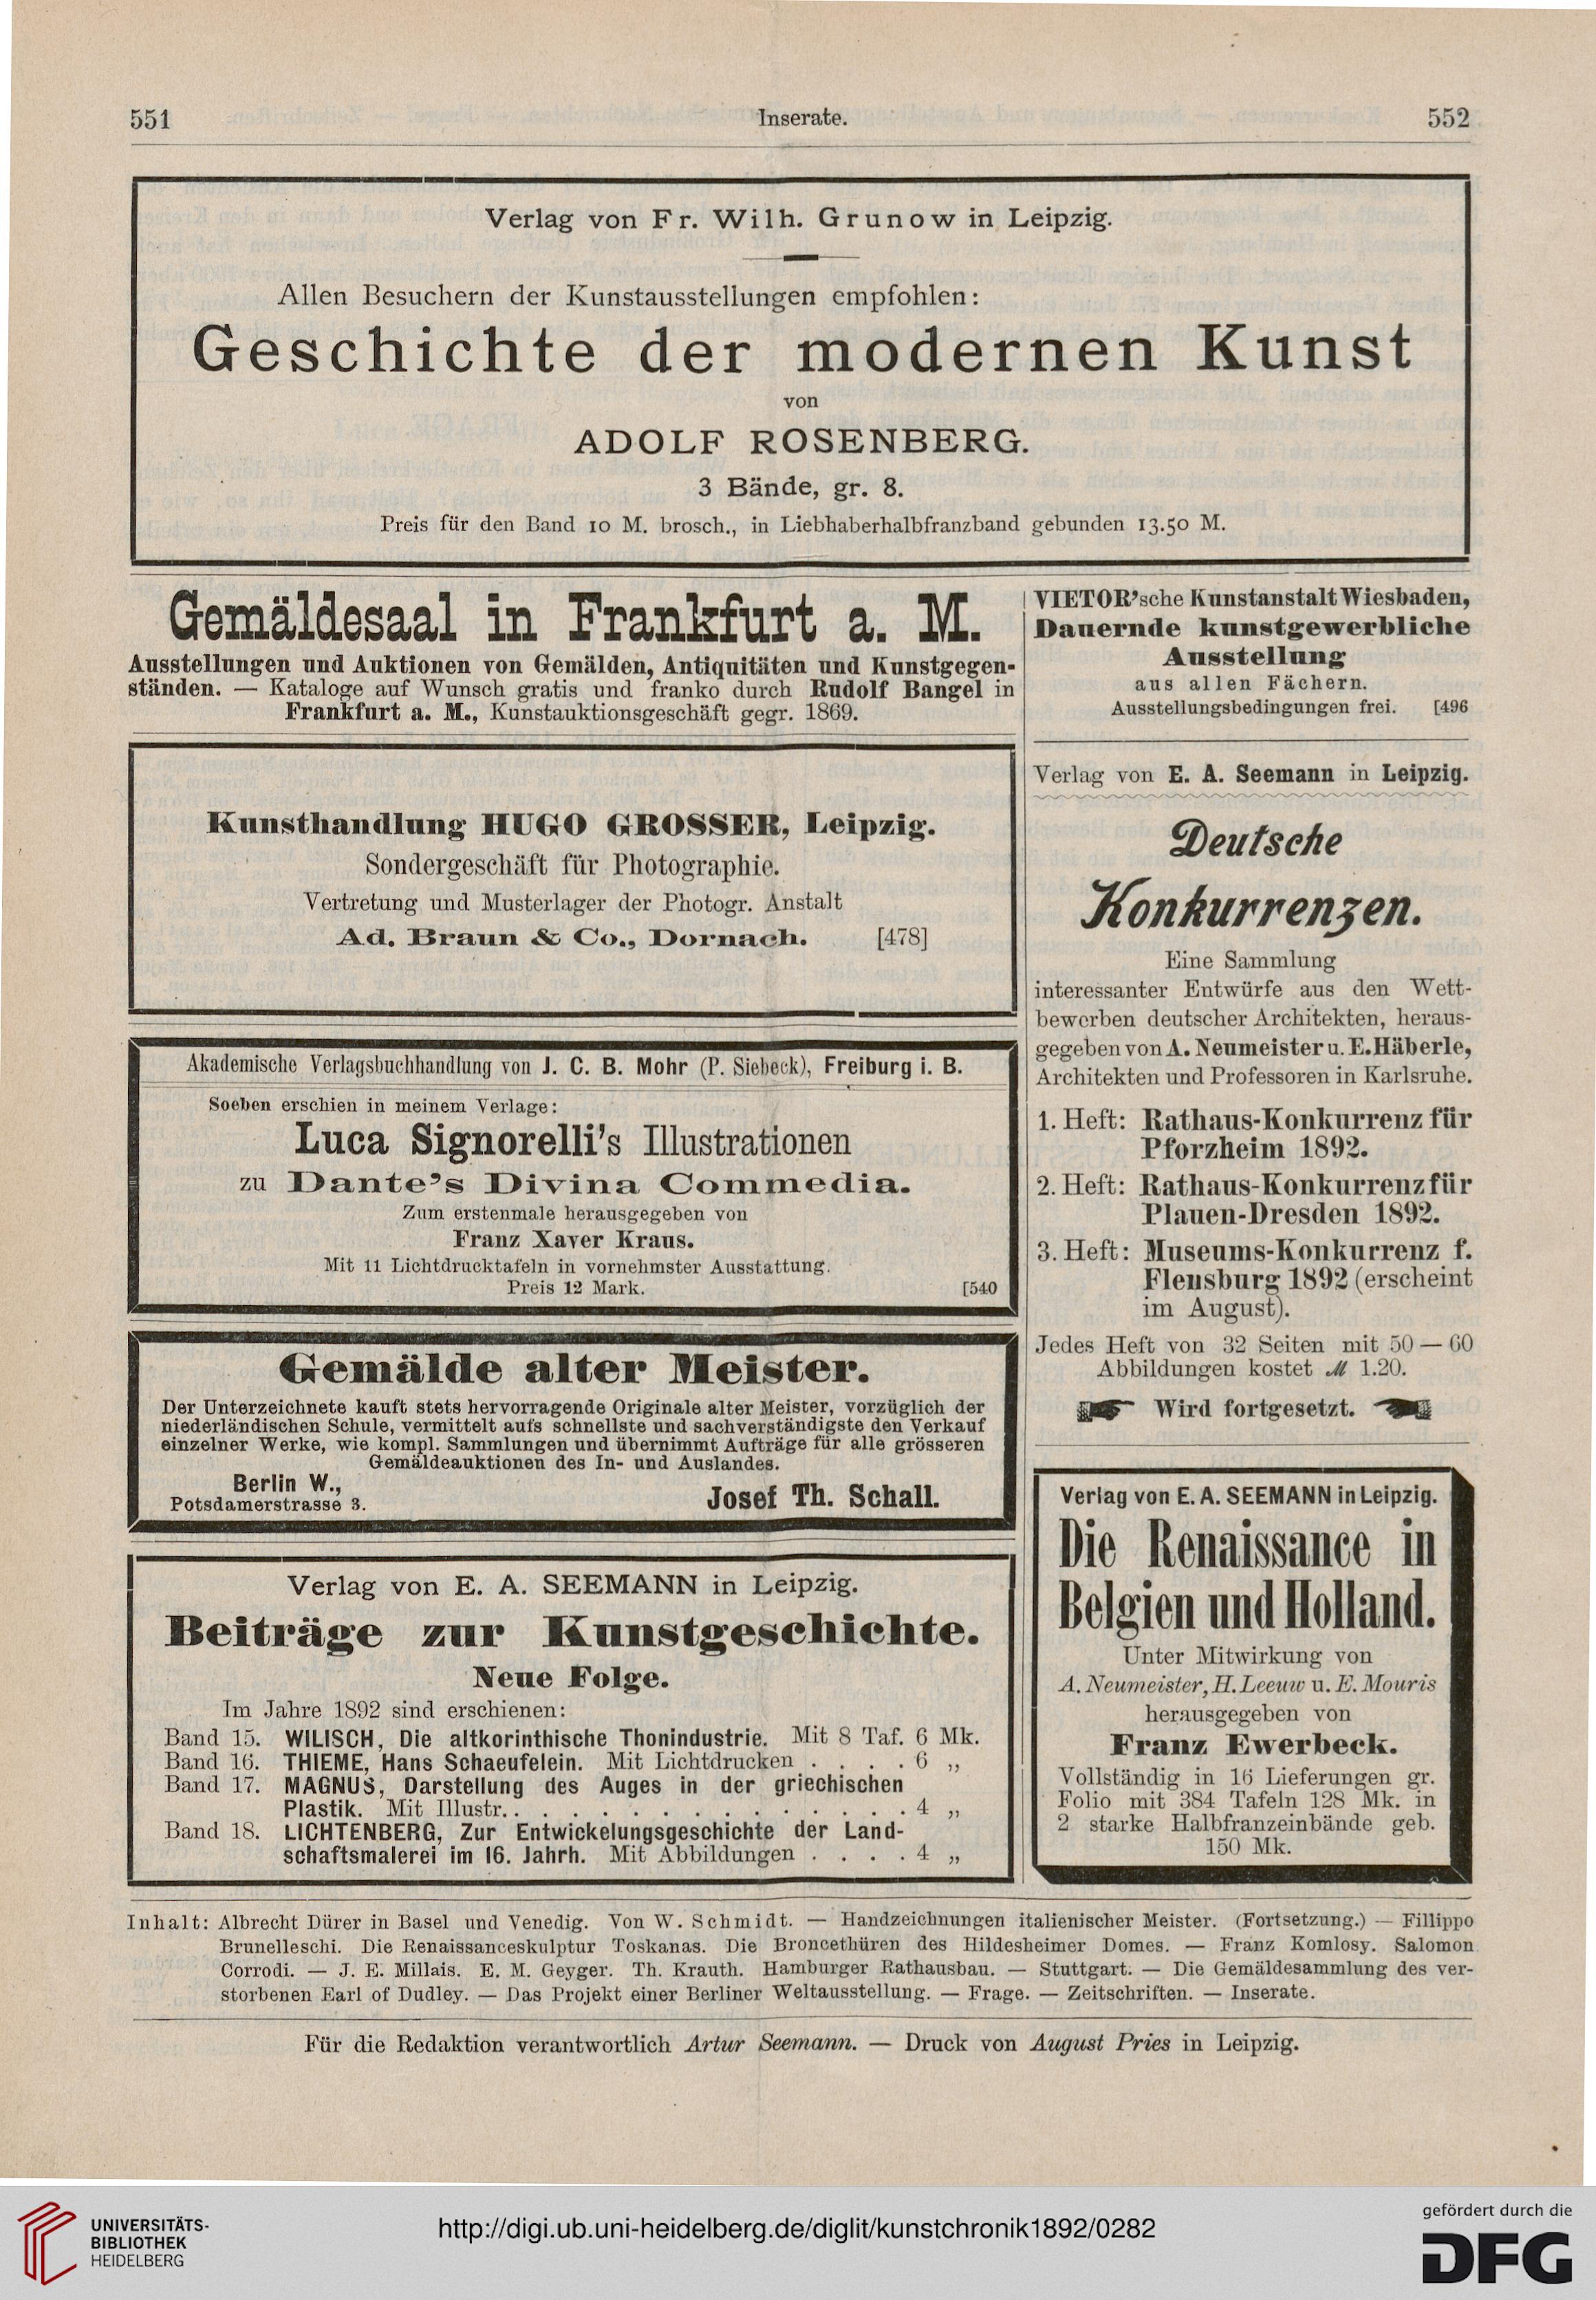 551
Inserate.
552
Verlag von Fr. Wilh. Grunow in Leipzig.
Allen Besuchern der Kunstausstellungen empfohlen:
Geschichte der modernen Kunst
von
ADOLF ROSENBERG.
3 Bände, gr. 8.
Preis für den Band 10 M. brosch., in Liebhaberhalbfranzband gebunden 13.50 M.
Gemäldesaal in Frankfurt a. M.
Ausstellungen und Auktionen von Gemälden, Antiquitäten und Kunstgegen-
ständen. — Kataloge auf Wunsch gratis und franko durch Rudolf Bangel in
Frankfurt a. M., Kunstauktionsgeschäft gegr. 1869.
Kunsthandlung HUGO GROSSER, Leipzig.
Sondergeschäft für Photographie.
Vertretung und Musterlager der Photogr. Anstalt
Ad. Braun & Co., Dornach. [478]
Akademische Verlagsbuchhandlung von J. C. B. Mohr (P. Siebeck), Freiburg i. B.
Soeben erschien in meinem Verlage:
Luca Signorelli's Illustrationen
zu Dante's Divina Commedia.
Zum erstenmale herausgegeben von
Franz Xaver Kraus.
Mit 11 Lichtdrucktafeln in vornehmster Ausstattung.
Preis 12 Mark. [540
Gemälde alter Meister.
Der Unterzeichnete kauft stets hervorragende Originale alter Meister, vorzüglich der
niederländischen Schule, vermittelt aufs schnellste und sachverständigste den Verkauf
einzelner Werke, wie kompl. Sammlungen und übernimmt Aufträge für alle grösseren
Gemäldeauktionen des In- und Auslandes.
Berlin W.,
Potsdamerstrasse 3.
Josef Th. Schall.
Verlag von E. A. SEEMANN in Leipzig.
Beiträge zur Kunstgeschichte.
Neue Folge.
Im Jahre 1892 sind erschienen:
Band 15. WILISCH, Die altkorinthische Thonindustrie. Mit 8 Taf. 6 Mk.
Band 16. THIEME, Hans Schaeufelein. Mit Lichtdrucken . . . . 6 „
Band 17. MAGNUS, Darstellung des Auges in der griechischen
Plastik. Mit Illustr. . . . . . . . . . . . . . . 4 „
Band 18. LICHTENBERG, Zur Entwickelungsgeschichte der Land-
schaftsmalerei im 16. Jahrh. Mit Abbildungen . . . . 4 „
VIETOR'sche Kunstanstalt Wiesbaden,
Dauernde kunstgewerbliche
Ausstellung
aus allen Fächern.
Ausstellungsbedingungen frei. [496
Verlag von E. A. Seemann in Leipzig.
Deutsche
Konkurrenzen.
Eine Sammlung
interessanter Entwürfe aus den Wett-
bewerben deutscher Architekten, heraus-
gegeben von A. Neumeister u. E. Häberle,
Architekten und Professoren in Karlsruhe.
1. Heft: Rathaus-Konkurrenz für
Pforzheim 1892.
2. Heft: Rathaus-Konkurrenz für
Plauen-Dresden 1892.
3. Heft: Museums-Konkurrenz f.
Flensburg 1892 (erscheint
im August).
Jedes Heft von 32 Seiten mit 50 — 60
Abbildungen kostet ℳ 1.20.
Wird fortgesetzt.
Verlag von E. A. SEEMANN in Leipzig.
Die Renaissance in
Belgien und Holland.
Unter Mitwirkung von
A. Neumeister, H. Leeuw u. E. Mouris
herausgegeben von
Franz Ewerbeck.
Vollständig in 16 Lieferungen gr.
Folio mit 384 Tafeln 128 Mk. in
2 starke Halbfranzeinbände geb.
150 Mk.
Inhalt: Albrecht Dürer in Basel und Venedig. Von W. Schmidt. — Handzeichnungen italienischer Meister. (Fortsetzung.) — Fillippo
Brunelleschi. Die Renaissanceskulptur Toskanas. Die Broncethüren des Hildesheimer Domes. — Franz Komlosy. Salomon
Corrodi. — J. E. Millais. E. M. Geyger. Th. Krauth. Hamburger Rathausbau. — Stuttgart. — Die Gemäldesammlung des ver-
storbenen Earl of Dudley. — Das Projekt einer Berliner Weltausstellung. — Frage. — Zeitschriften. — Inserate.
Für die Redaktion verantwortlich Artur Seemann. — Druck von August Pries in Leipzig.
UNIVERSITÄTS-
BIBLIOTHEK
HEIDELBERG
http://digi.ub.uni-heidelberg.de/diglit/kunstchronik1892/0282
gefördert durch die
DFG